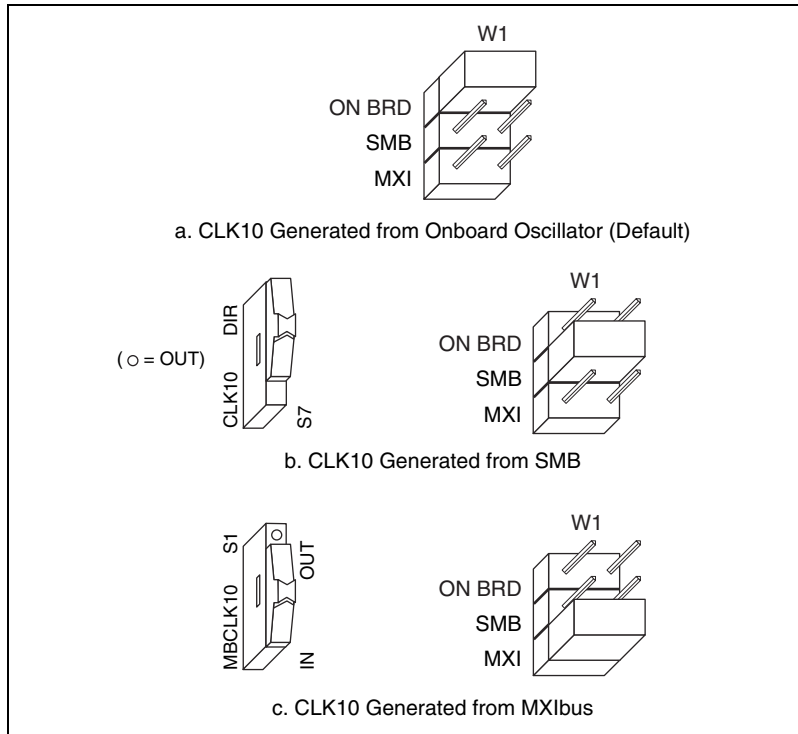 W1
ON BRD
SMB
MXI
a. CLK10 Generated from Onboard Oscillator (Default)
( ○ = OUT)
CLK10 DIR
S7
W1
ON BRD
SMB
MXI
b. CLK10 Generated from SMB
MBCLK10 S1
IN OUT
W1
ON BRD
SMB
MXI
c. CLK10 Generated from MXIbus